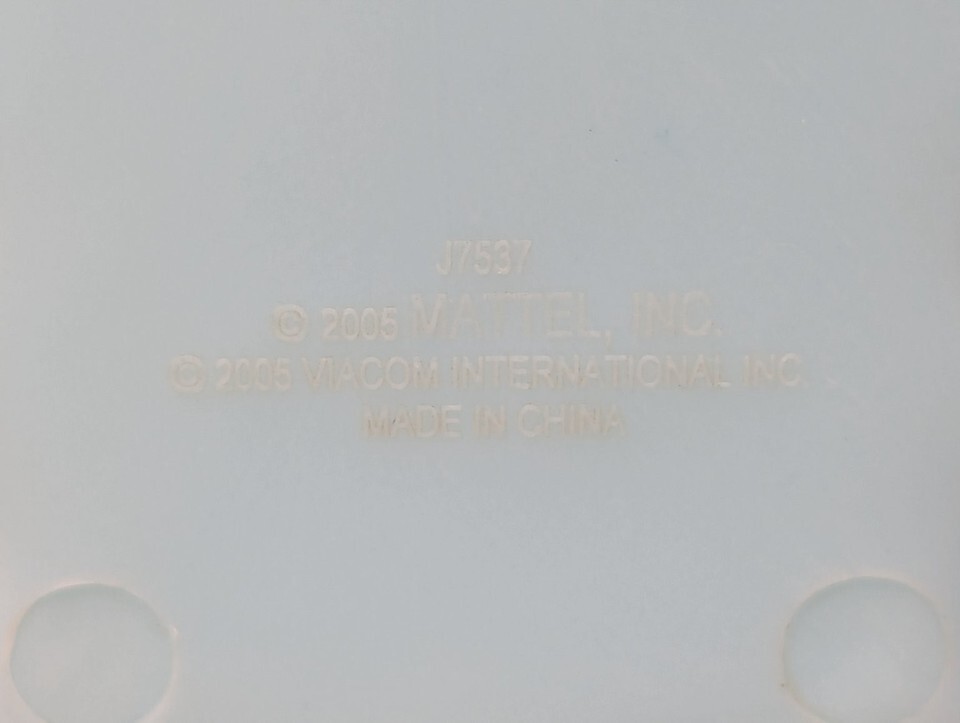 J7537
© 2005 MATTEL, INC.
© 2005 VIACOM INTERNATIONAL INC.
MADE IN CHINA